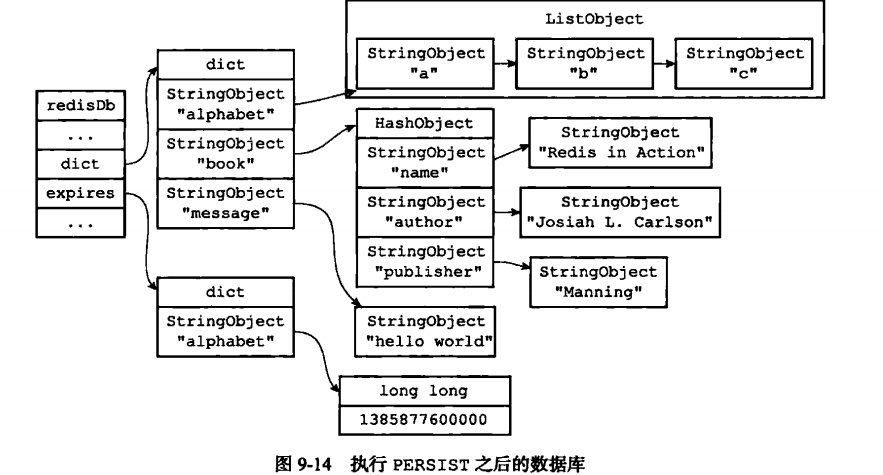 ListObject
StringObject
"a"
StringObject
"b"
StringObject
"c"
redisDb
...
dict
expires
...
dict
StringObject
"alphabet"
StringObject
"book"
StringObject
"message"
HashObject
StringObject
"name"
StringObject
"author"
StringObject
"publisher"
StringObject
"Redis in Action"
StringObject
"Josiah L. Carlson"
StringObject
"Manning"
StringObject
"hello world"
dict
StringObject
"alphabet"
long long
1385877600000
图 9-14 执行 PERSIST 之后的数据库